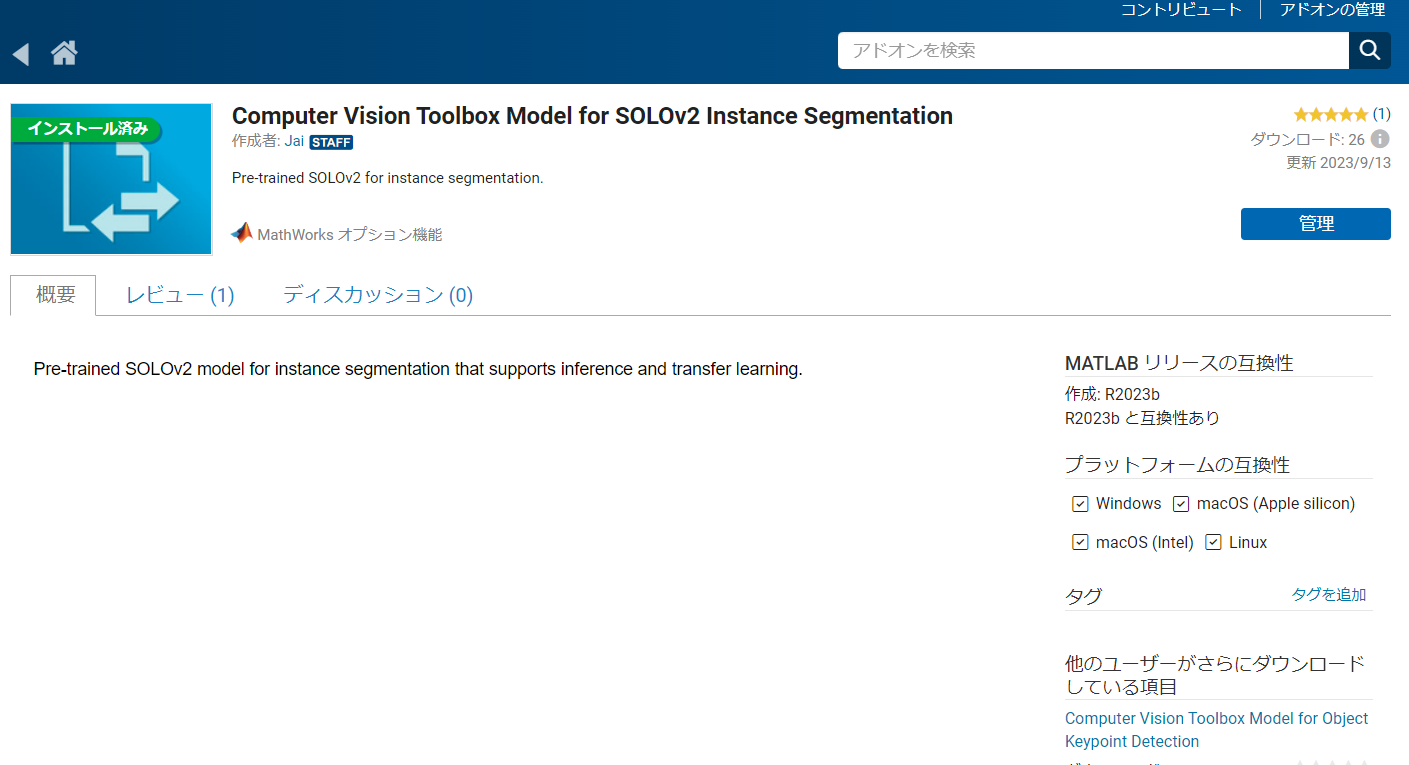 コントリビュート
アドオンの管理
アドオンを検索
インストール済み
Computer Vision Toolbox Model for SOLOv2 Instance Segmentation
作成者: Jai STAFF
Pre-trained SOLOv2 for instance segmentation.
MathWorks オプション機能
(1)
ダウンロード: 26
更新 2023/9/13
管理
概要
レビュー (1)
ディスカッション (0)
Pre-trained SOLOv2 model for instance segmentation that supports inference and transfer learning.
MATLAB リリースの互換性
作成: R2023b
R2023b と互換性あり
プラットフォームの互換性
Windows macOS (Apple silicon)
macOS (Intel) Linux
タグ タグを追加
他のユーザーがさらにダウンロード
している項目
Computer Vision Toolbox Model for Object
Keypoint Detection